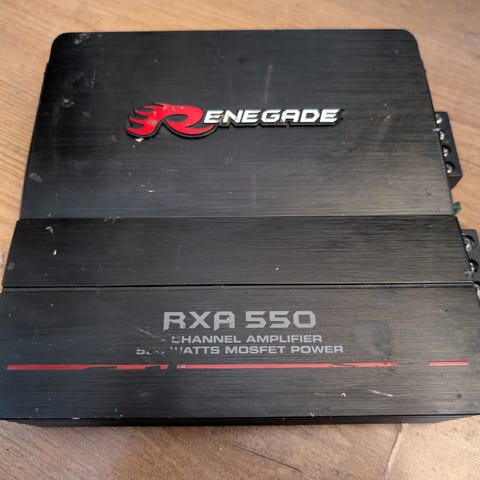 RENEGADE
RXA 550
CHANNEL AMPLIFIER
WATTS MOSFET POWER